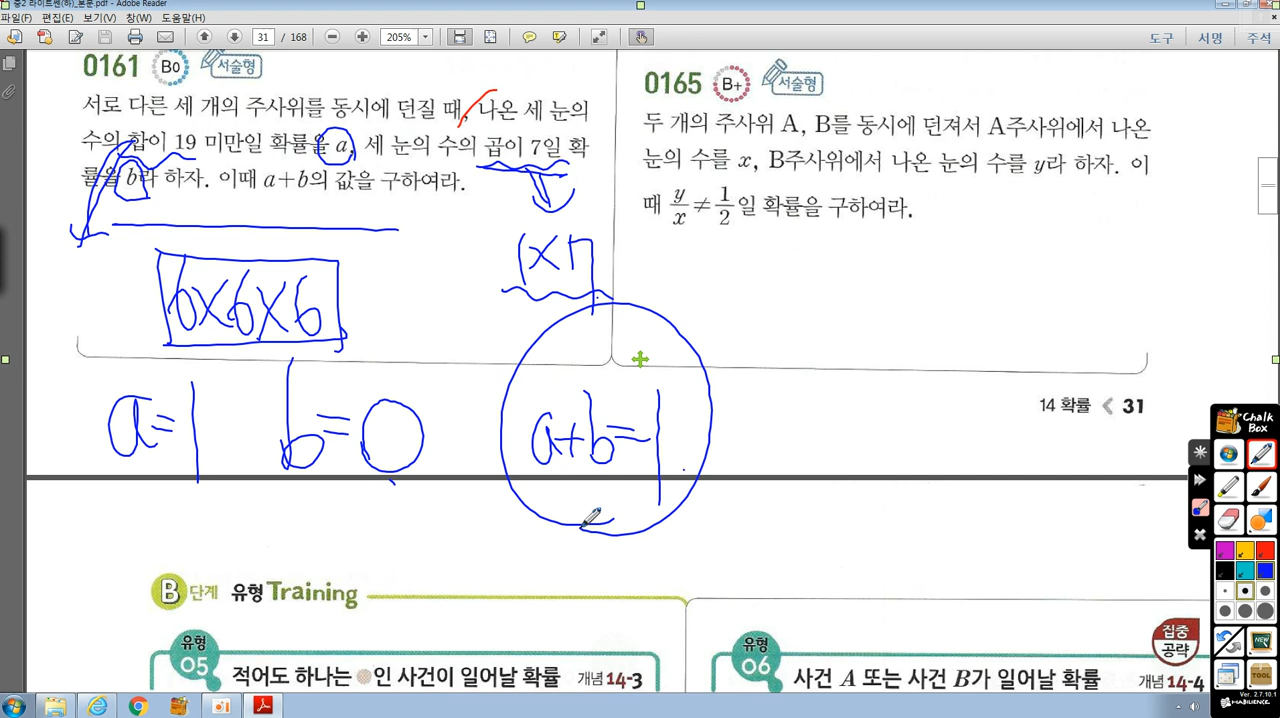 중2 라이트쎈(하)_본문.pdf - Adobe Reader
파일(F) 편집(E) 보기(V) 창(W) 도움말(H)
31 / 168 205% 도구 서명 주석
0161 B0 서술형
서로 다른 세 개의 주사위를 동시에 던질 때, 나온 세 눈의
수의 합이 19 미만일 확률을 a, 세 눈의 수의 곱이 7일 확
률을 b라 하자. 이때 a+b의 값을 구하여라.
1×7
6×6×6
a=1 b=0 a+b=1
0165 B+ 서술형
두 개의 주사위 A, B를 동시에 던져서 A주사위에서 나온
눈의 수를 x, B주사위에서 나온 눈의 수를 y라 하자. 이
때 y/x≠1/2일 확률을 구하여라.
14 확률 < 31
B 단계 유형 Training
유형 05 적어도 하나는 ●인 사건이 일어날 확률 개념 14-3
유형 06 사건 A 또는 사건 B가 일어날 확률 개념 14-4
집중 공략
Chalk Box
NEW
TOOL
Ver. 2.7.10.1